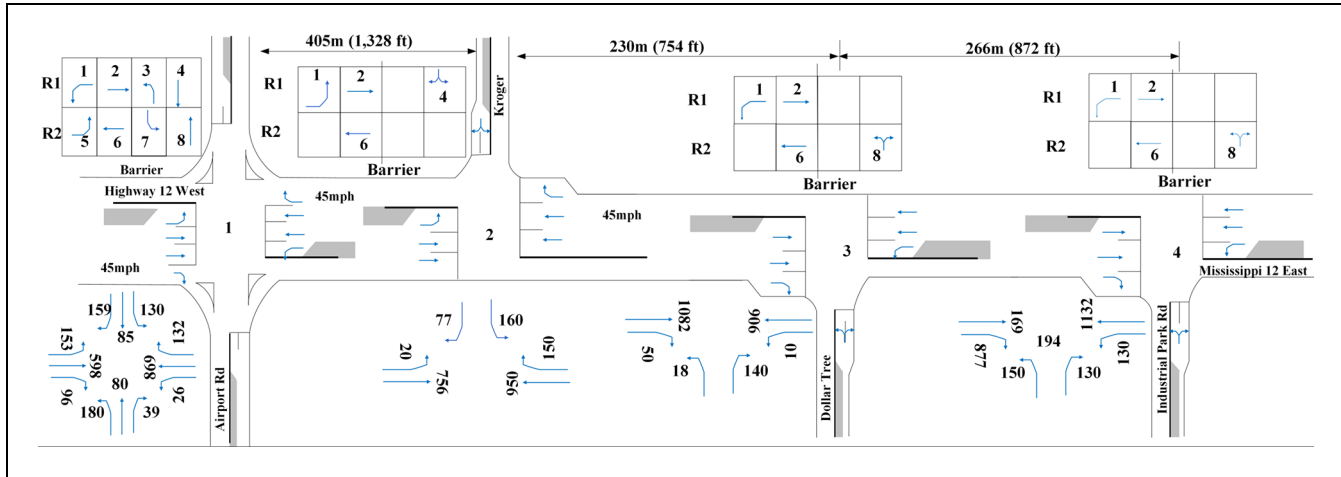 405m (1,328 ft)
230m (754 ft)
266m (872 ft)
R1
1 2 3 4
R2
5 6 7 8
Barrier
Highway 12 West
R1
1 2 4
R2
6
Barrier
Kroger
R1
1 2
R2
6 8
Barrier
R1
1 2
R2
6 8
Barrier
45mph
45mph
45mph
1
2
3
4
Mississippi 12 East
159 85 130
153 132
598 869
80
96 26
180 39
Airport Rd
77 160
20 150
756 950
1082 906
50 10
18 140
Dollar Tree
169 1132
877 194 130
150 130
Industrial Park Rd